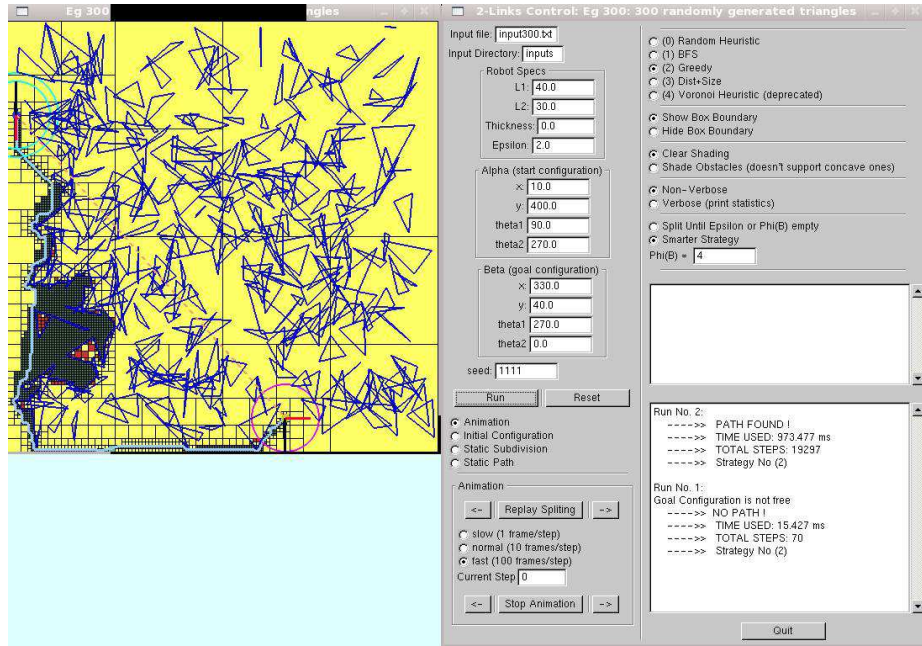 Eg 300
ngles
2-Links Control: Eg 300: 300 randomly generated triangles
Input file: input300.txt
Input Directory: inputs
Robot Specs
L1: 40.0
L2: 30.0
Thickness: 0.0
Epsilon: 2.0
Alpha (start configuration)
x: 10.0
y: 400.0
theta1 90.0
theta2 270.0
Beta (goal configuration)
x: 330.0
y: 40.0
theta1 270.0
theta2 0.0
seed: 1111
Run
Reset
Animation
Initial Configuration
Static Subdivision
Static Path
Animation
<-
Replay Spliting
->
slow (1 frame/step)
normal (10 frames/step)
fast (100 frames/step)
Current Step 0
<-
Stop Animation
->
(0) Random Heuristic
(1) BFS
(2) Greedy
(3) Dist+Size
(4) Voronoi Heuristic (deprecated)
Show Box Boundary
Hide Box Boundary
Clear Shading
Shade Obstacles (doesn't support concave ones)
Non-Verbose
Verbose (print statistics)
Split Until Epsilon or Phi(B) empty
Smarter Strategy
Phi(B) = 4
Run No. 2:
---->> PATH FOUND !
---->> TIME USED: 973.477 ms
---->> TOTAL STEPS: 19297
---->> Strategy No (2)
Run No. 1:
Goal Configuration is not free
---->> NO PATH !
---->> TIME USED: 15.427 ms
---->> TOTAL STEPS: 70
---->> Strategy No (2)
Quit